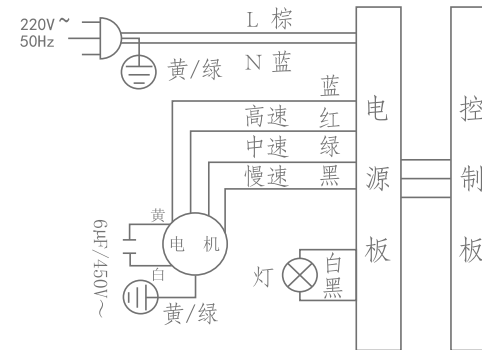 220V~
50Hz
L 棕
N 蓝
黄/绿
蓝
高速 红
中速 绿
慢速 黑
电源板
控制板
黄
电机
白
6μF/450V~
黄/绿
灯
白
黑